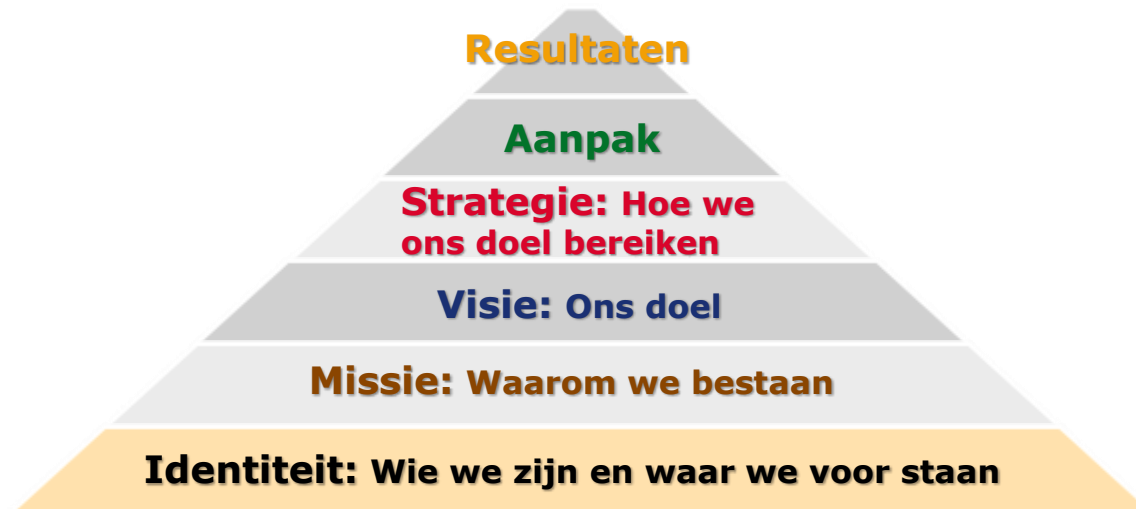 Resultaten
Aanpak
Strategie: Hoe we
ons doel bereiken
Visie: Ons doel
Missie: Waarom we bestaan
Identiteit: Wie we zijn en waar we voor staan